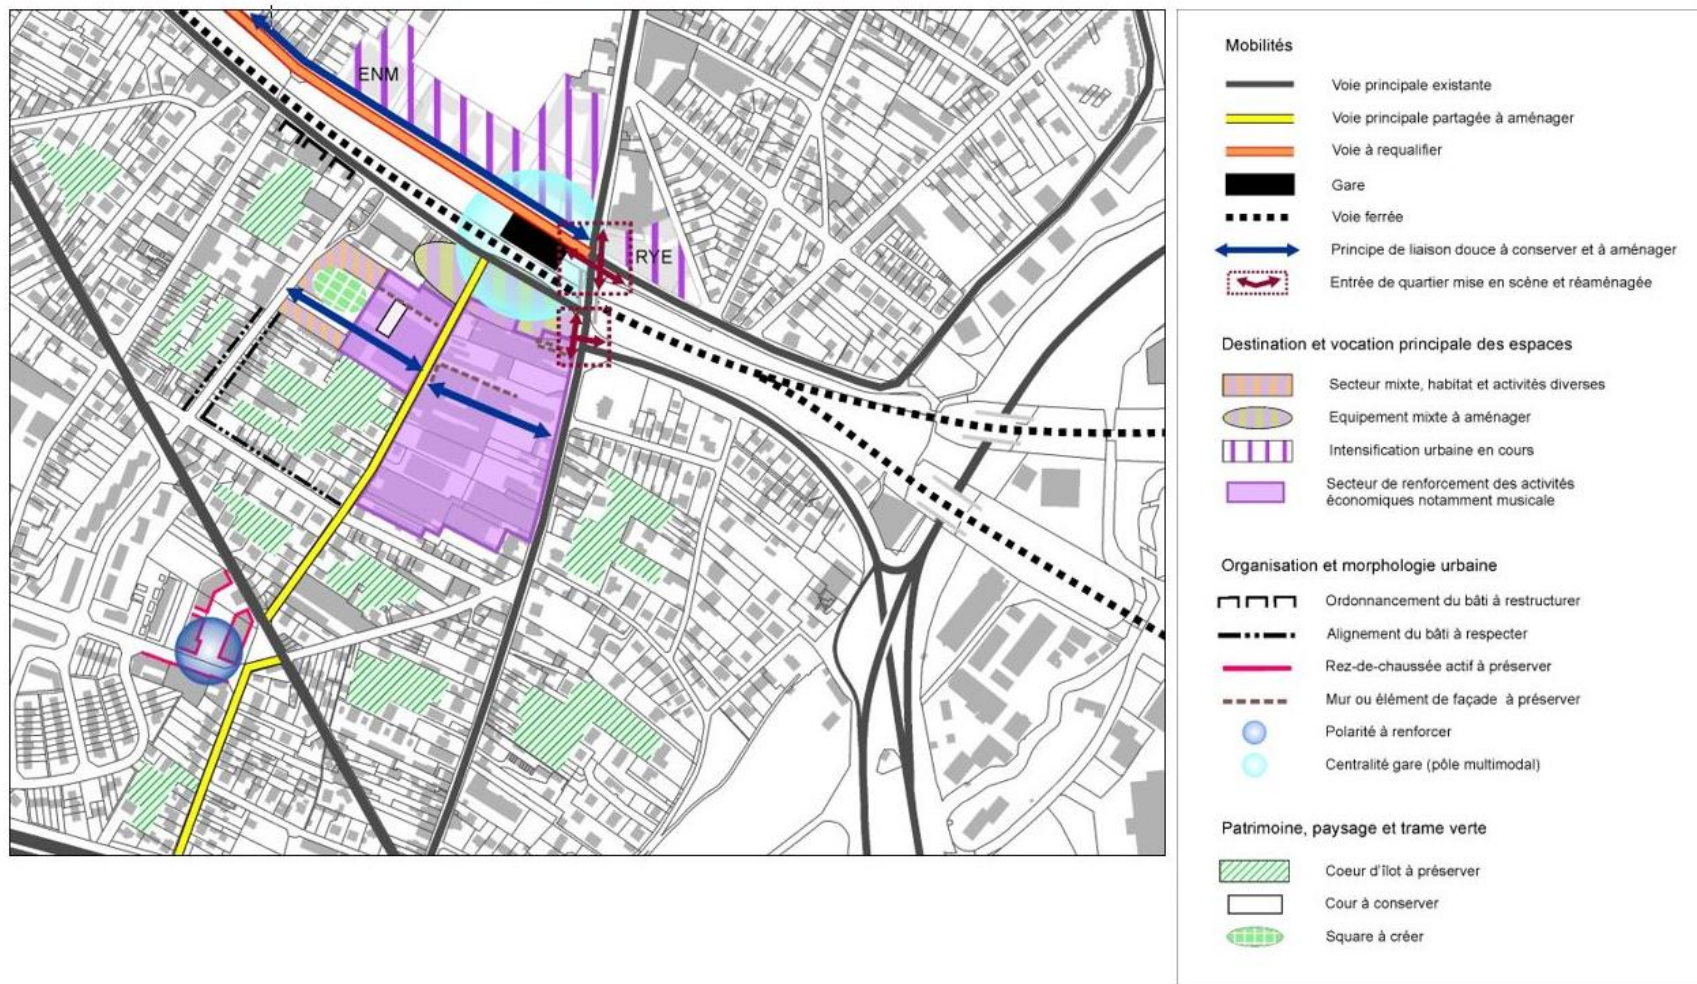 ENM
RYE
Mobilités
Voie principale existante
Voie principale partagée à aménager
Voie à requalifier
Gare
Voie ferrée
Principe de liaison douce à conserver et à aménager
Entrée de quartier mise en scène et réaménagée
Destination et vocation principale des espaces
Secteur mixte, habitat et activités diverses
Equipement mixte à aménager
Intensification urbaine en cours
Secteur de renforcement des activités
économiques notamment musicale
Organisation et morphologie urbaine
Ordonnancement du bâti à restructurer
Alignement du bâti à respecter
Rez-de-chaussée actif à préserver
Mur ou élément de façade à préserver
Polarité à renforcer
Centralité gare (pôle multimodal)
Patrimoine, paysage et trame verte
Coeur d'îlot à préserver
Cour à conserver
Square à créer